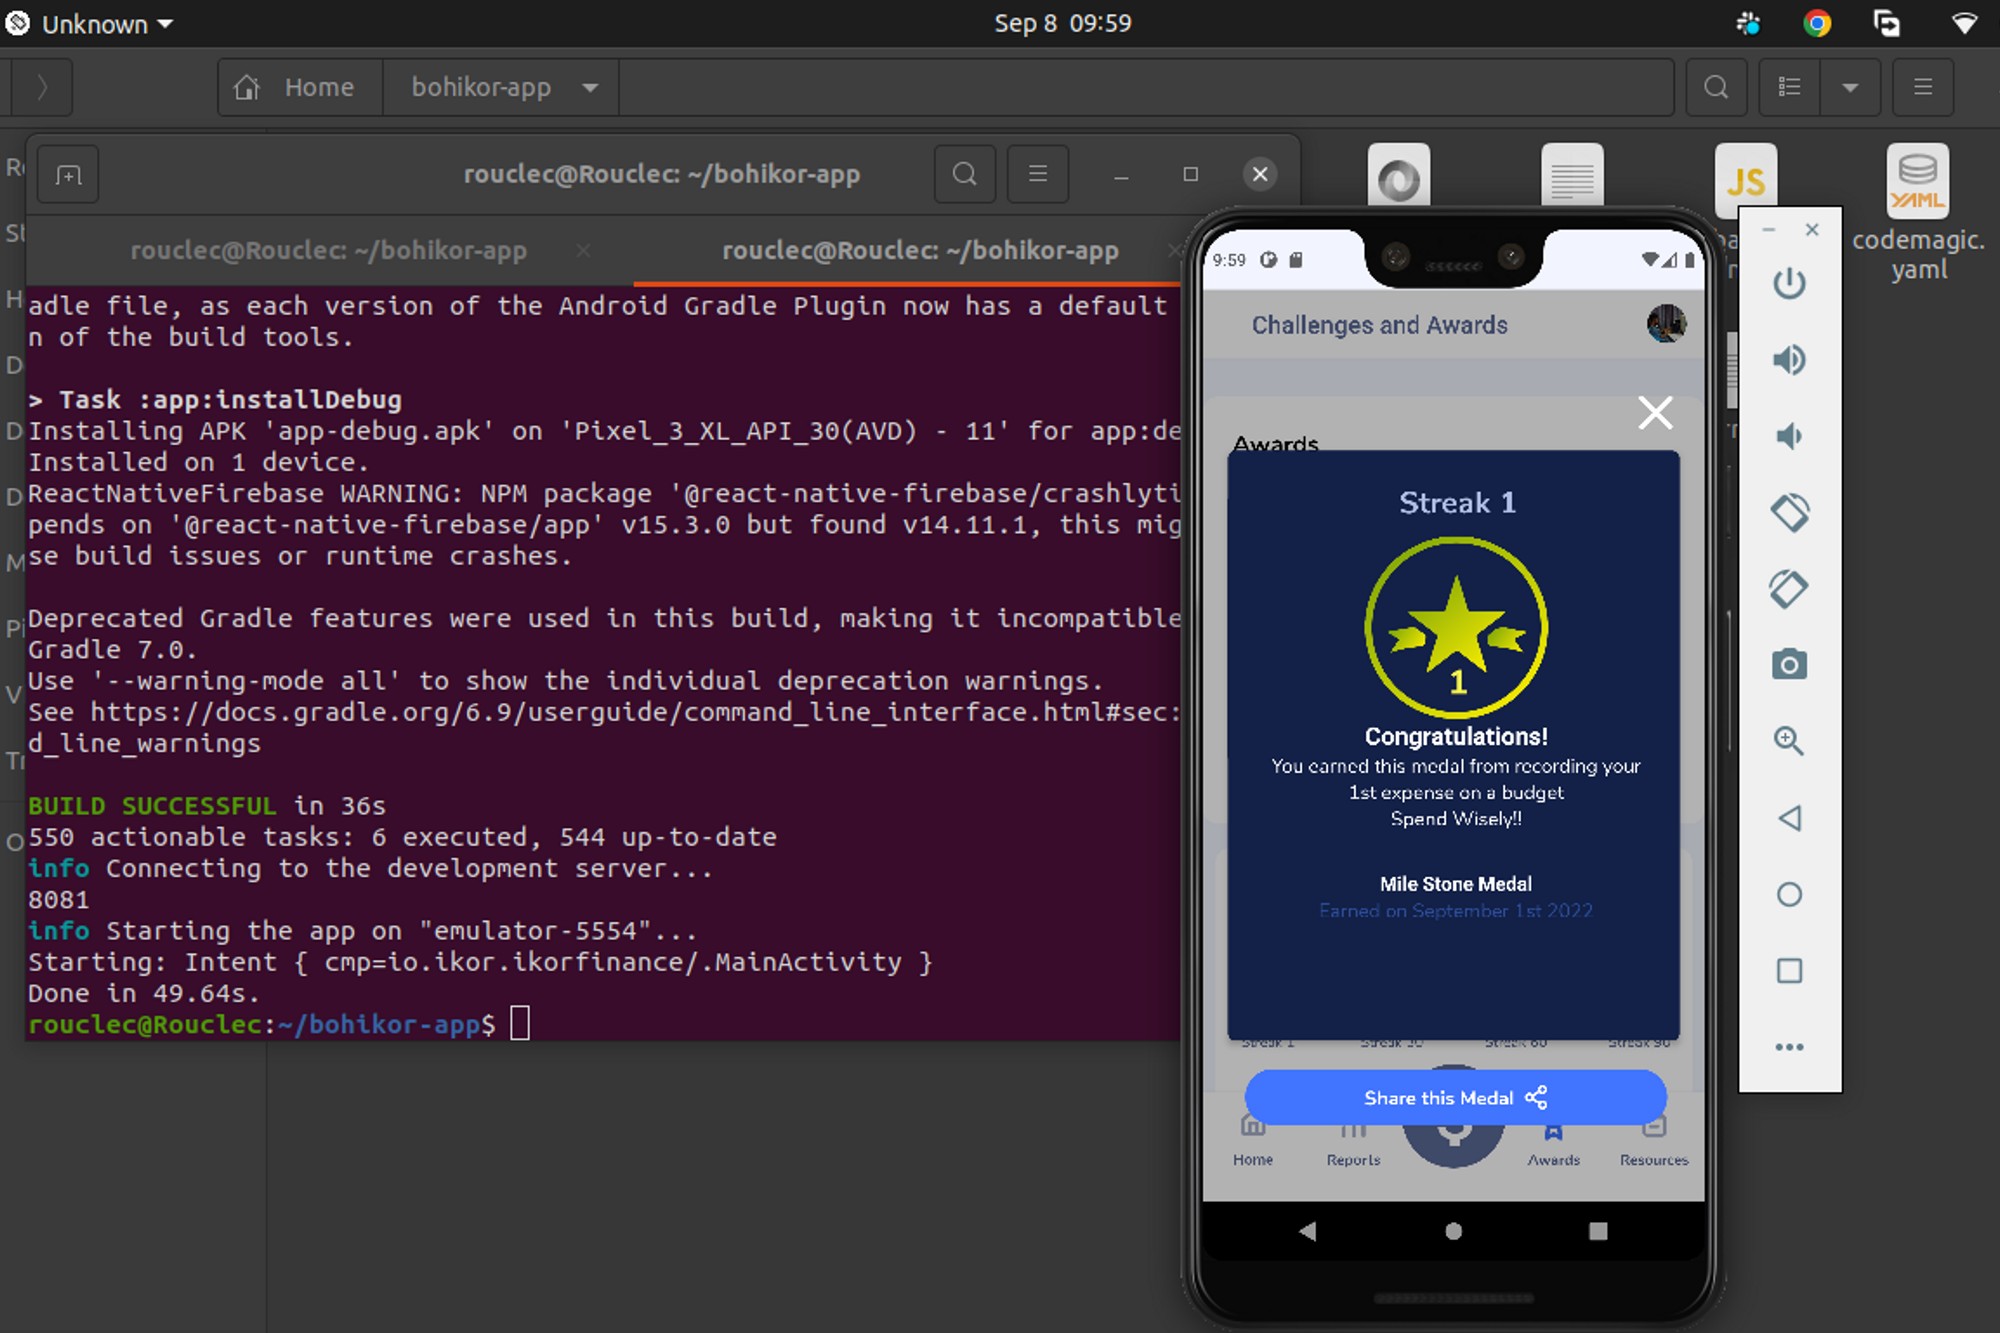 Unknown
Sep 8 09:59
Home
bohikor-app
rouclec@Rouclec: ~/bohikor-app
rouclec@Rouclec: ~/bohikor-app
rouclec@Rouclec: ~/bohikor-app
adle file, as each version of the Android Gradle Plugin now has a default
n of the build tools.
> Task :app:installDebug
Installing APK 'app-debug.apk' on 'Pixel_3_XL_API_30(AVD) - 11' for app:de
Installed on 1 device.
ReactNativeFirebase WARNING: NPM package '@react-native-firebase/crashlyti
pends on '@react-native-firebase/app' v15.3.0 but found v14.11.1, this mig
se build issues or runtime crashes.
Deprecated Gradle features were used in this build, making it incompatible
Gradle 7.0.
Use '--warning-mode all' to show the individual deprecation warnings.
See https://docs.gradle.org/6.9/userguide/command_line_interface.html#sec:
d_line_warnings
BUILD SUCCESSFUL in 36s
550 actionable tasks: 6 executed, 544 up-to-date
info Connecting to the development server...
8081
info Starting the app on "emulator-5554"...
Starting: Intent { cmp=io.ikor.ikorfinance/.MainActivity }
Done in 49.64s.
rouclec@Rouclec:~/bohikor-app$
JS
YAML
codemagic.
yaml
9:59
Challenges and Awards
Awards
Streak 1
1
Congratulations!
You earned this medal from recording your
1st expense on a budget
Spend Wisely!!
Mile Stone Medal
Earned on September 1st 2022
Streak 1
Streak 30
Streak 60
Streak 90
Share this Medal
Home
Reports
Awards
Resources